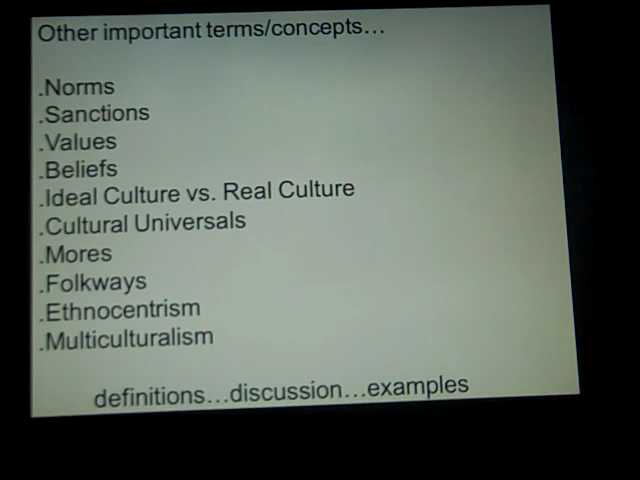 Other important terms/concepts...
.Norms
.Sanctions
.Values
.Beliefs
.Ideal Culture vs. Real Culture
.Cultural Universals
.Mores
.Folkways
.Ethnocentrism
.Multiculturalism
definitions...discussion...examples